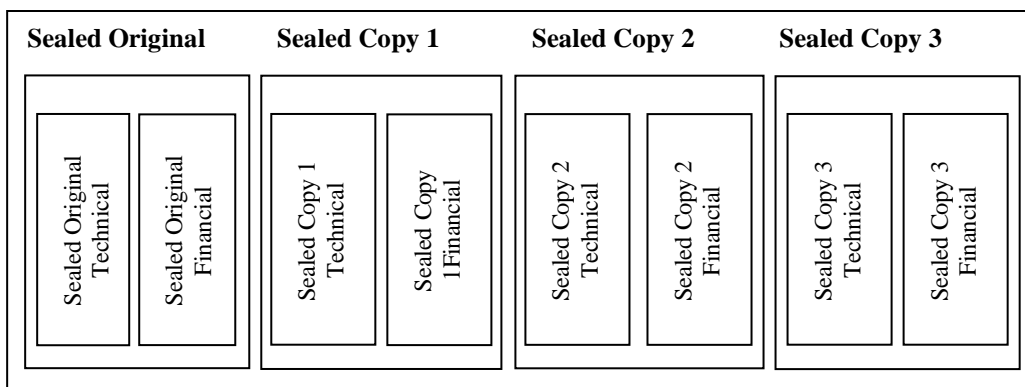 Sealed Original
Sealed Copy 1
Sealed Copy 2
Sealed Copy 3
Sealed Original
Technical
Sealed Original
Financial
Sealed Copy 1
Technical
Sealed Copy
1Financial
Sealed Copy 2
Technical
Sealed Copy 2
Financial
Sealed Copy 3
Technical
Sealed Copy 3
Financial